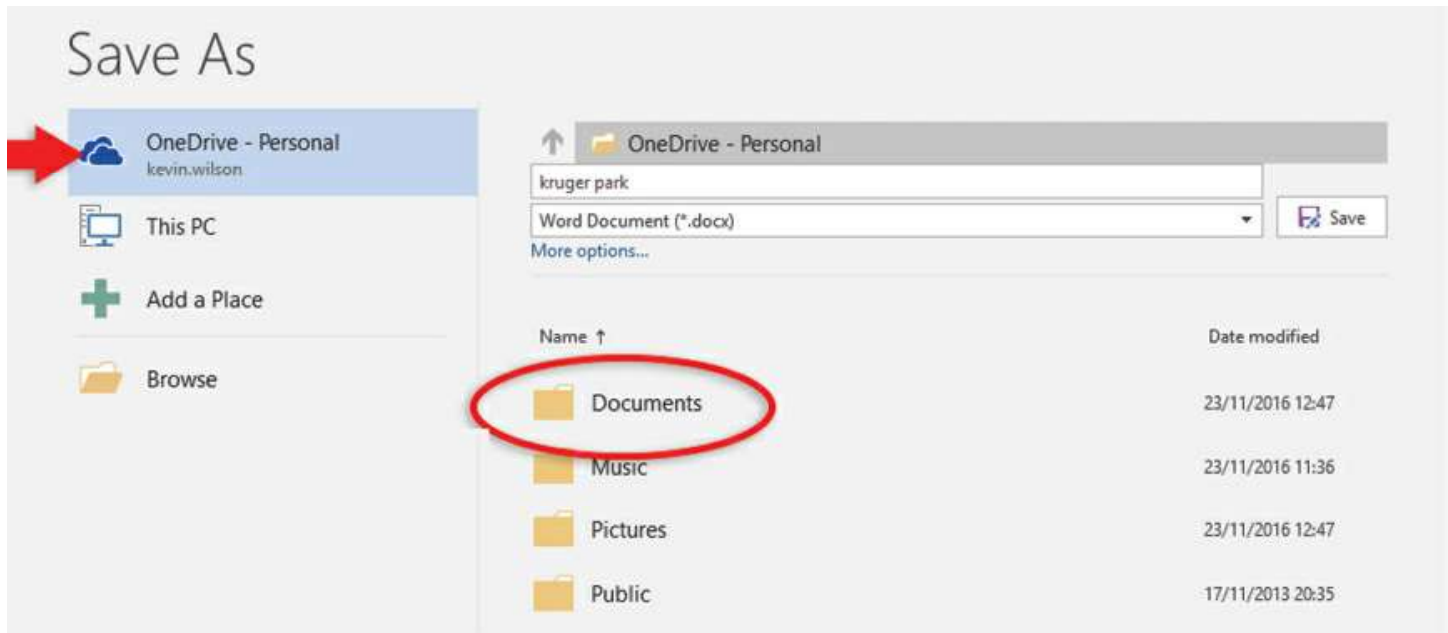 Save As
OneDrive - Personal
kevin.wilson
This PC
Add a Place
Browse
OneDrive - Personal
kruger park
Word Document (*.docx)
Save
More options...
Name ↑
Date modified
Documents
23/11/2016 12:47
Music
23/11/2016 11:36
Pictures
23/11/2016 12:47
Public
17/11/2013 20:35